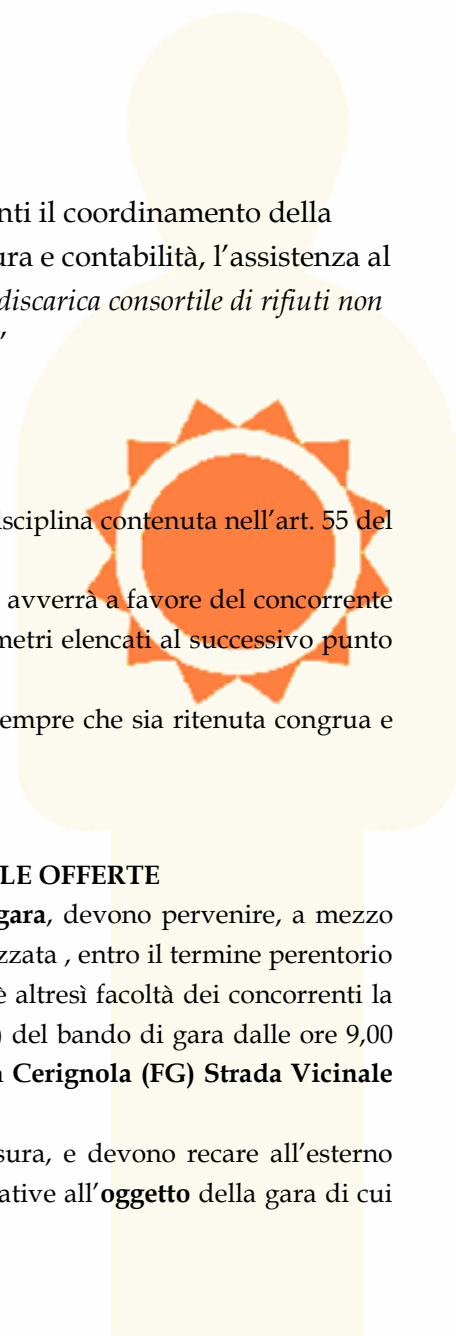 nti il coordinamento della
ura e contabilità, l'assistenza al
discarica consortile di rifiuti non
”
isciplina contenuta nell'art. 55 del
avverrà a favore del concorrente
metri elencati al successivo punto
empre che sia ritenuta congrua e
LE OFFERTE
gara, devono pervenire, a mezzo
zzata , entro il termine perentorio
è altresì facoltà dei concorrenti la
) del bando di gara dalle ore 9,00
n Cerignola (FG) Strada Vicinale
sura, e devono recare all'esterno
ative all'oggetto della gara di cui